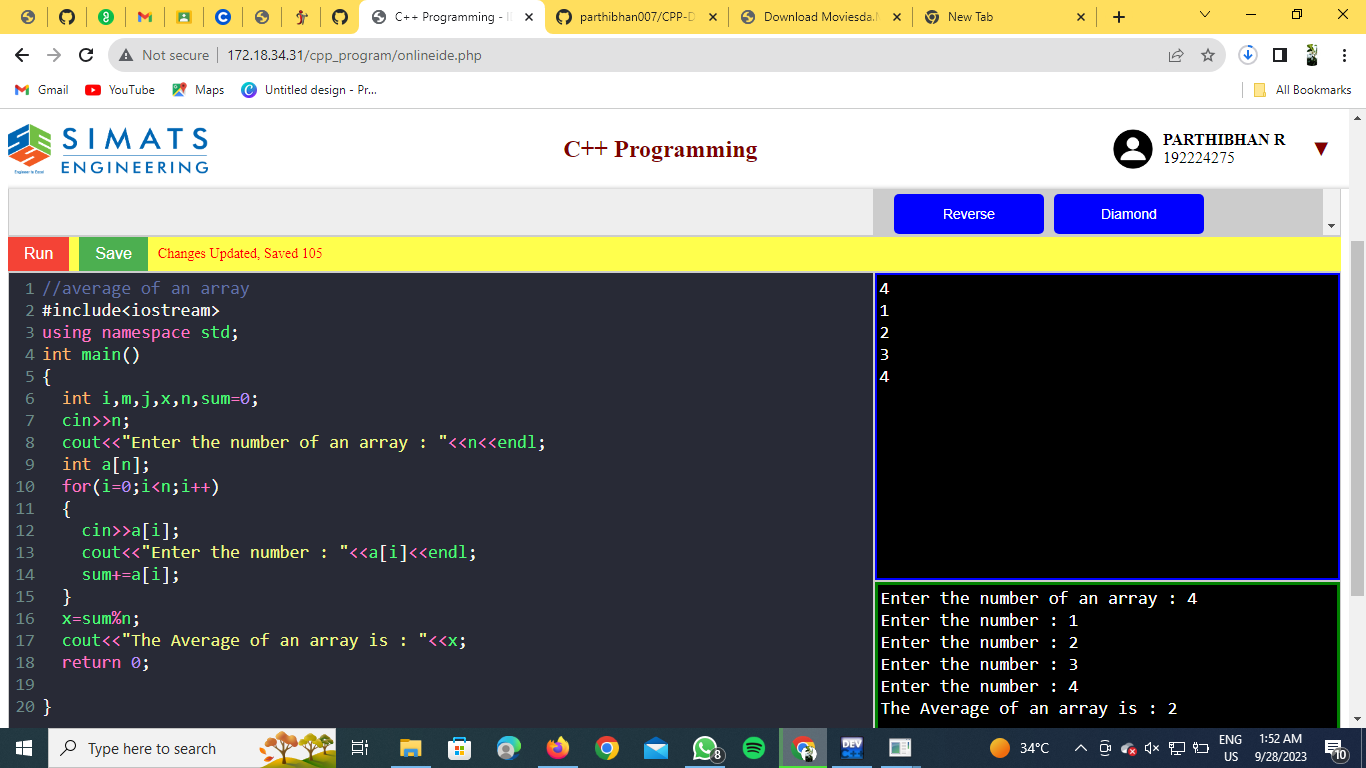 C++ Programming - I
parthibhan007/CPP-D
Download Moviesda.
New Tab
Not secure
172.18.34.31/cpp_program/onlineide.php
Gmail
YouTube
Maps
Untitled design - Pr...
All Bookmarks
SIMATS
ENGINEERING
Engineer to Excel
C++ Programming
PARTHIBHAN R
192224275
Reverse
Diamond
Run
Save
Changes Updated, Saved 105
1 //average of an array
2 #include<iostream>
3 using namespace std;
4 int main()
5 {
6 int i,m,j,x,n,sum=0;
7 cin>>n;
8 cout<<"Enter the number of an array : "<<n<<endl;
9 int a[n];
10 for(i=0;i<n;i++)
11 {
12 cin>>a[i];
13 cout<<"Enter the number : "<<a[i]<<endl;
14 sum+=a[i];
15 }
16 x=sum%n;
17 cout<<"The Average of an array is : "<<x;
18 return 0;
19
20 }
4
1
2
3
4
Enter the number of an array : 4
Enter the number : 1
Enter the number : 2
Enter the number : 3
Enter the number : 4
The Average of an array is : 2
Type here to search
8
DEV
34°C
ENG
US
1:52 AM
9/28/2023
10